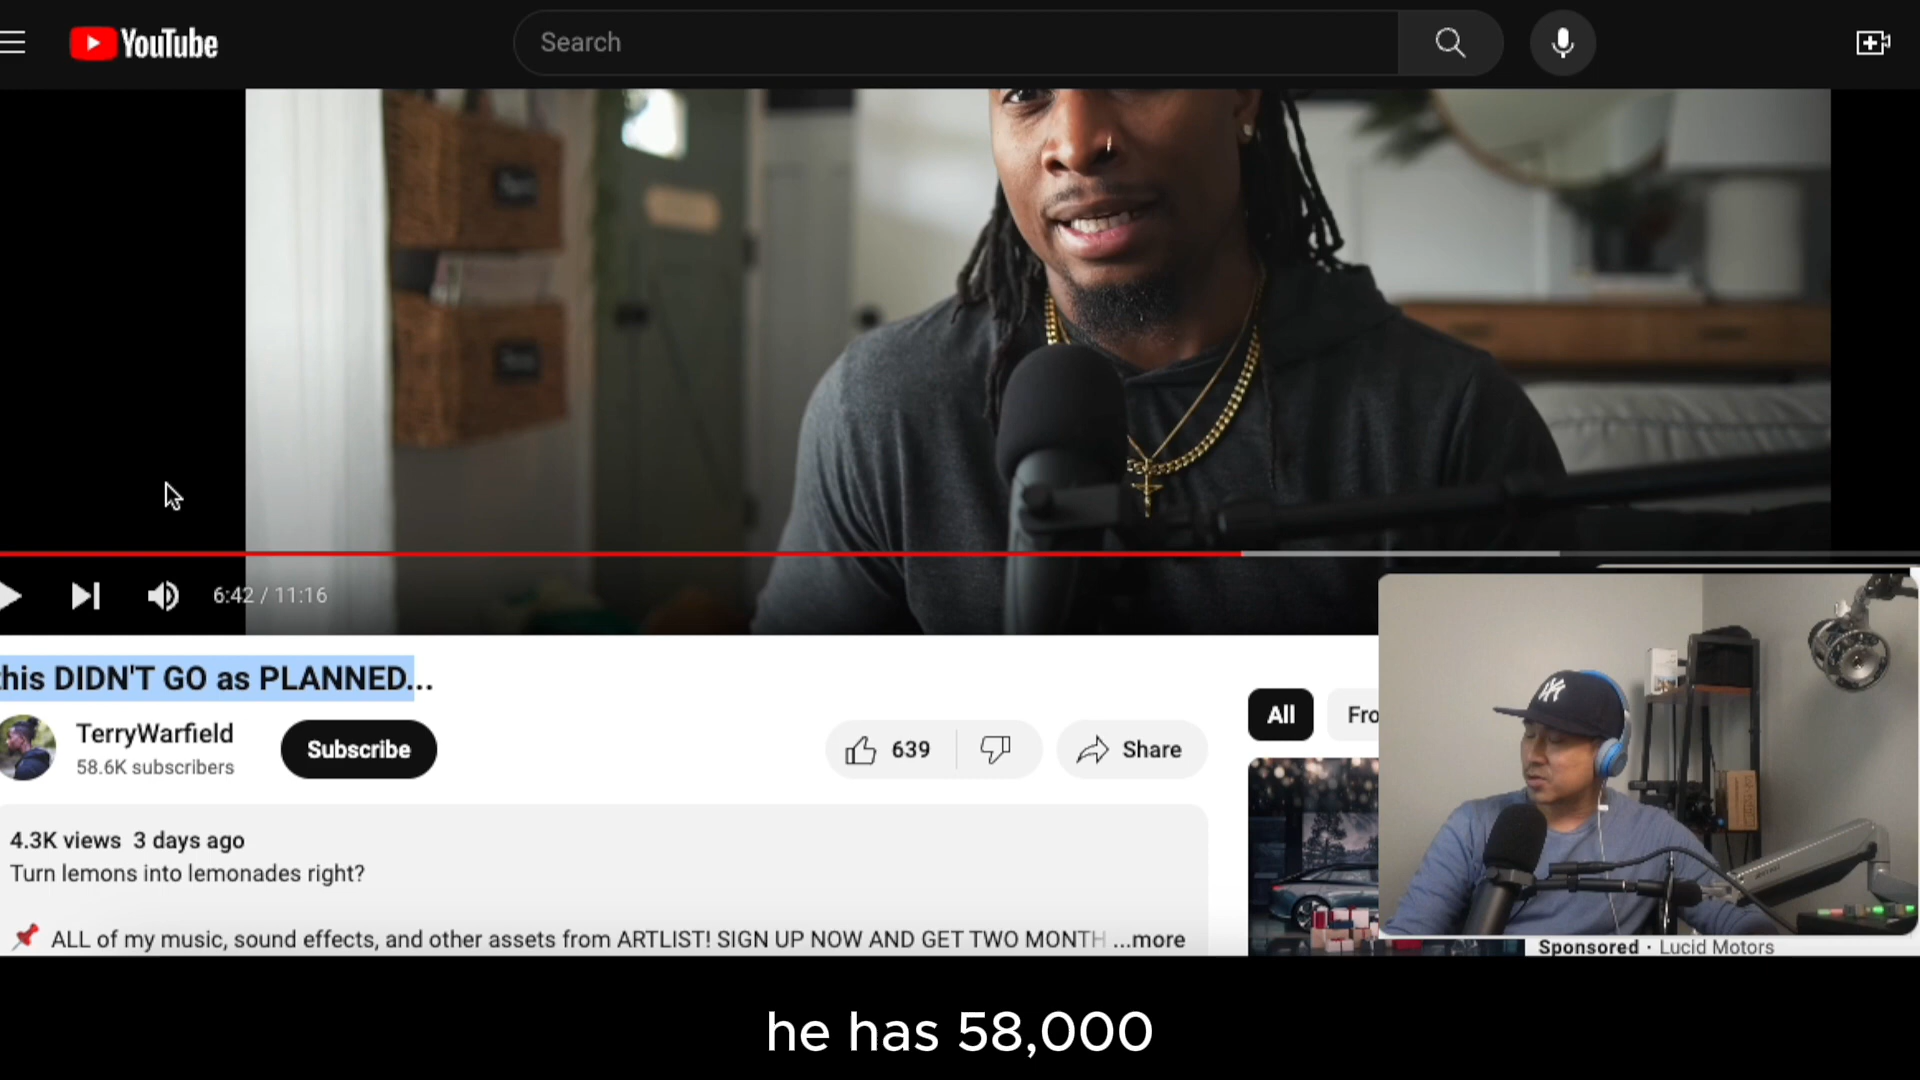 YouTube
Search
6:42 / 11:16
this DIDN'T GO as PLANNED...
TerryWarfield
58.6K subscribers
Subscribe
639
Share
All
Fro
4.3K views 3 days ago
Turn lemons into lemonades right?
ALL of my music, sound effects, and other assets from ARTLIST! SIGN UP NOW AND GET TWO MONTH ...more
Sponsored · Lucid Motors
he has 58,000